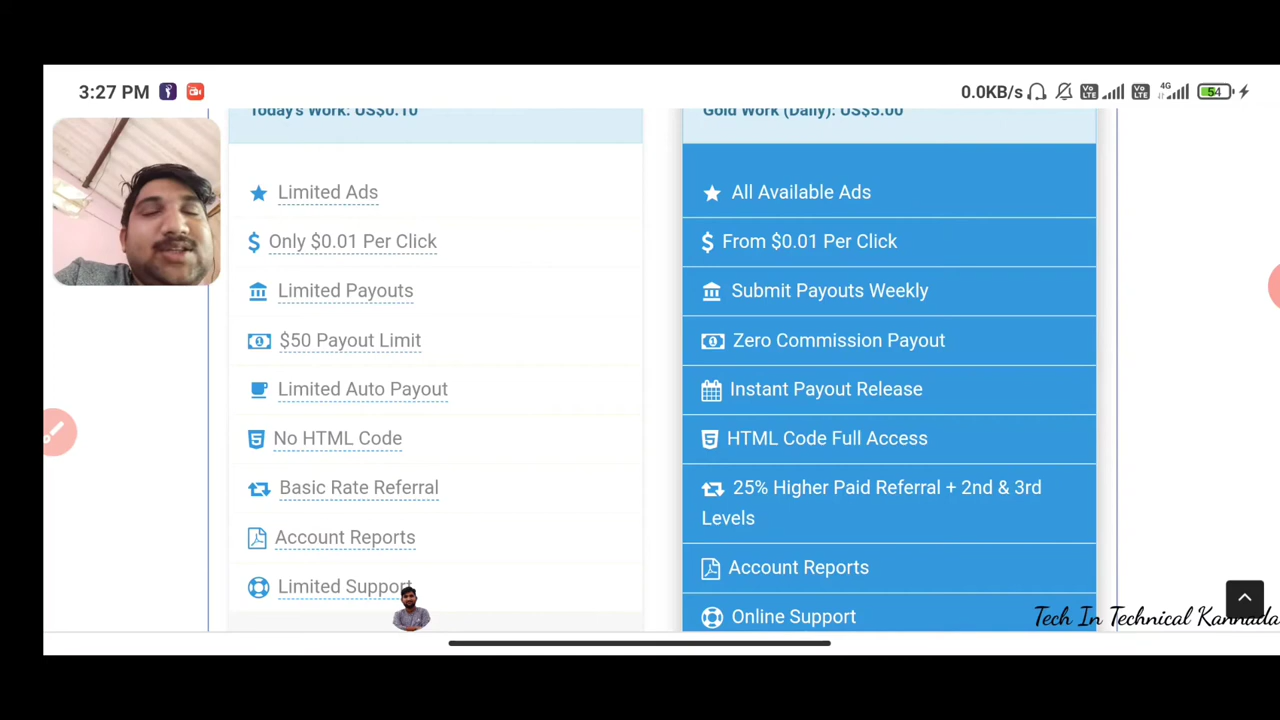 3:27 PM
0.0KB/s
4G
54
Today's Work: US$0.10
Limited Ads
Only $0.01 Per Click
Limited Payouts
$50 Payout Limit
Limited Auto Payout
No HTML Code
Basic Rate Referral
Account Reports
Limited Support
Gold Work (Daily): US$5.00
All Available Ads
From $0.01 Per Click
Submit Payouts Weekly
Zero Commission Payout
Instant Payout Release
HTML Code Full Access
25% Higher Paid Referral + 2nd & 3rd
Levels
Account Reports
Online Support
Tech In Technical Kannada